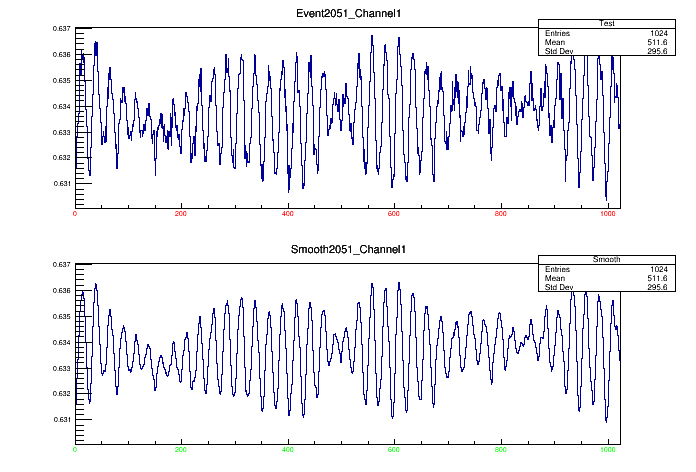 Event2051_Channel1
Test
Entries 1024
Mean 511.6
Std Dev 295.6
0.637
0.636
0.635
0.634
0.633
0.632
0.631
0 200 400 600 800 1000
Smooth2051_Channel1
Smooth
Entries 1024
Mean 511.6
Std Dev 295.6
0.637
0.636
0.635
0.634
0.633
0.632
0.631
0 200 400 600 800 1000